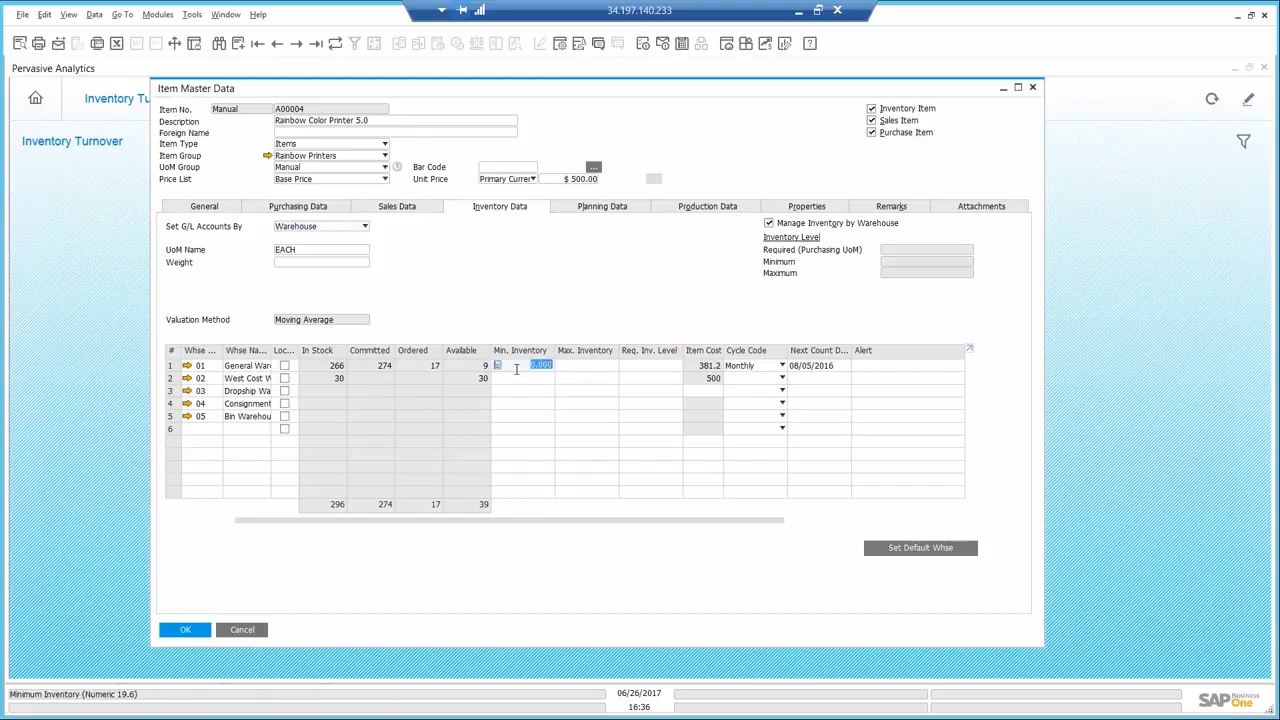 File Edit View Data Go To Modules Tools Window Help
34.197.140.233
Pervasive Analytics
Inventory Tu
Inventory Turnover
Item Master Data
Item No. Manual A00004
Description Rainbow Color Printer 5.0
Foreign Name
Item Type Items
Item Group Rainbow Printers
UoM Group Manual Bar Code ...
Price List Base Price Unit Price Primary Currer $ 500.00 ...
Inventory Item
Sales Item
Purchase Item
General Purchasing Data Sales Data Inventory Data Planning Data Production Data Properties Remarks Attachments
Set G/L Accounts By Warehouse
UoM Name EACH
Weight
Manage Inventory by Warehouse
Inventory Level
Required (Purchasing UoM)
Minimum
Maximum
Valuation Method Moving Average
# Whse ... Whse Na... Loc... In Stock Committed Ordered Available Min. Inventory Max. Inventory Req. Inv. Level Item Cost Cycle Code Next Count D... Alert
1 01 General Ware 266 274 17 9 0.000 381.2 Monthly 08/05/2016
2 02 West Cost W 30 30 500
3 03 Dropship Wa
4 04 Consignment
5 05 Bin Warehou
6
296 274 17 39
Set Default Whse
OK Cancel
Minimum Inventory (Numeric 19.6)
06/26/2017
16:36
SAP Business One